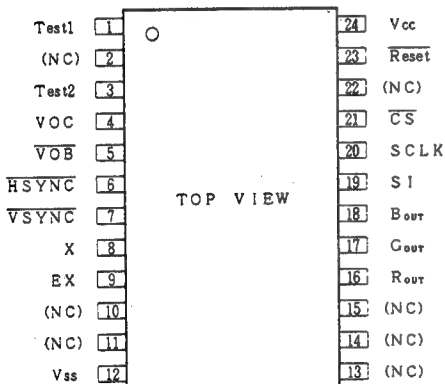 Test1 1 24 Vcc
(NC) 2 23 Reset
Test2 3 22 (NC)
VOC 4 21 CS
VOB 5 20 SCLK
HSYNC 6 19 SI
VSYNC 7 18 BOUT
TOP VIEW
X 8 17 GOUT
EX 9 16 ROUT
(NC) 10 15 (NC)
(NC) 11 14 (NC)
Vss 12 13 (NC)